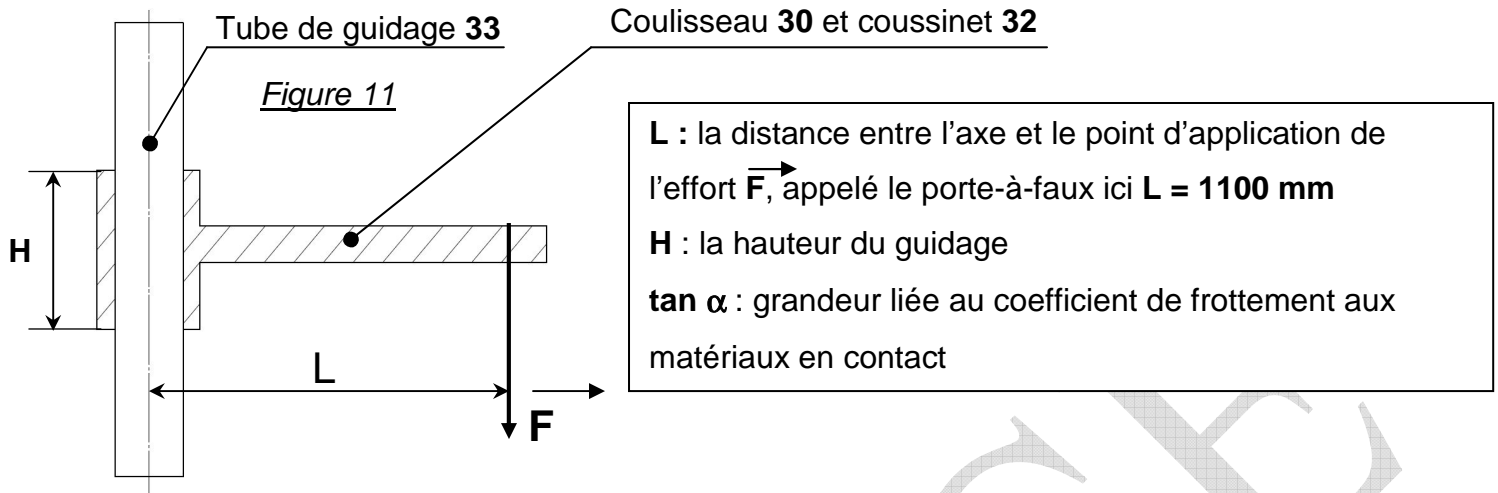 Tube de guidage 33
Coulisseau 30 et coussinet 32
Figure 11
H
L
F
L : la distance entre l'axe et le point d'application de
l'effort F, appelé le porte-à-faux ici L = 1100 mm
H : la hauteur du guidage
tan α : grandeur liée au coefficient de frottement aux
matériaux en contact